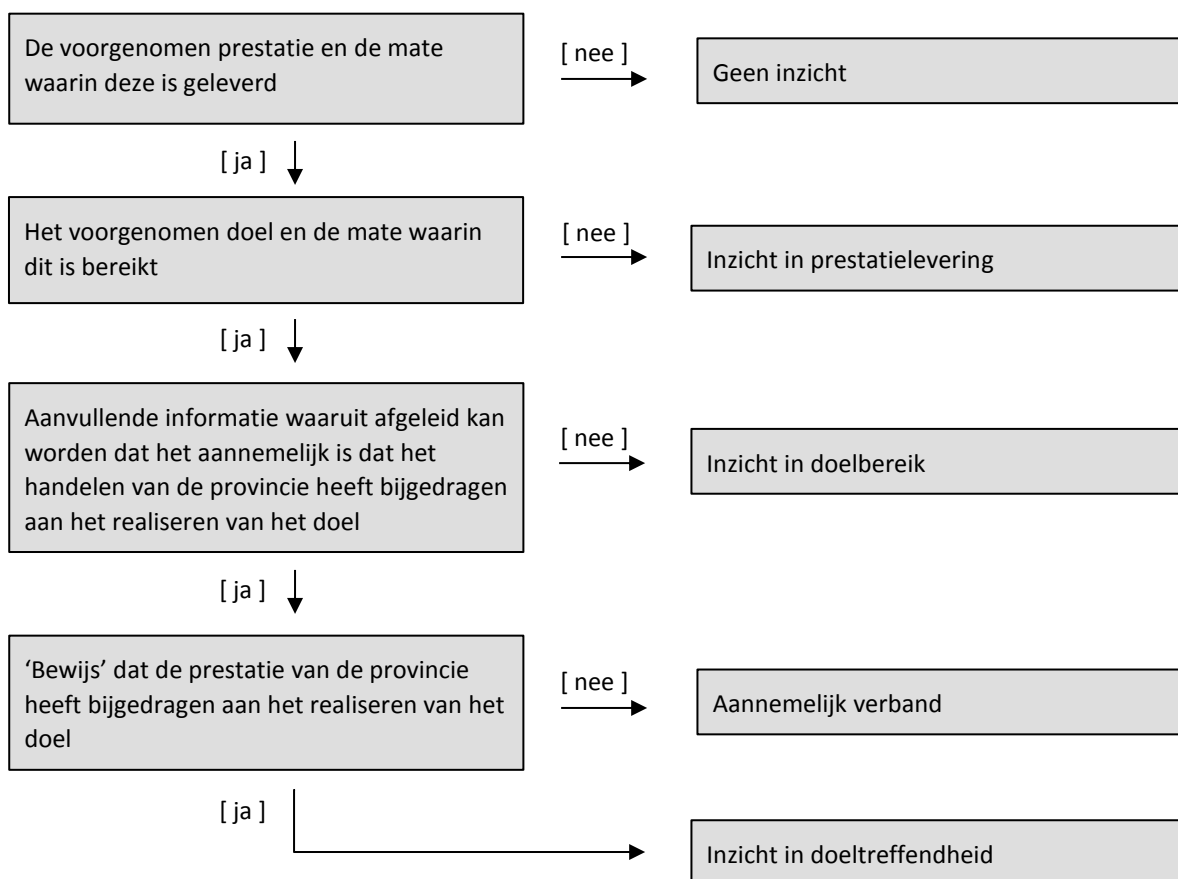 De voorgenomen prestatie en de mate
waarin deze is geleverd
[ nee ]
Geen inzicht
[ ja ]
Het voorgenomen doel en de mate waarin
dit is bereikt
[ nee ]
Inzicht in prestatielevering
[ ja ]
Aanvullende informatie waaruit afgeleid kan
worden dat het aannemelijk is dat het
handelen van de provincie heeft bijgedragen
aan het realiseren van het doel
[ nee ]
Inzicht in doelbereik
[ ja ]
‘Bewijs’ dat de prestatie van de provincie
heeft bijgedragen aan het realiseren van het
doel
[ nee ]
Aannemelijk verband
[ ja ]
Inzicht in doeltreffendheid